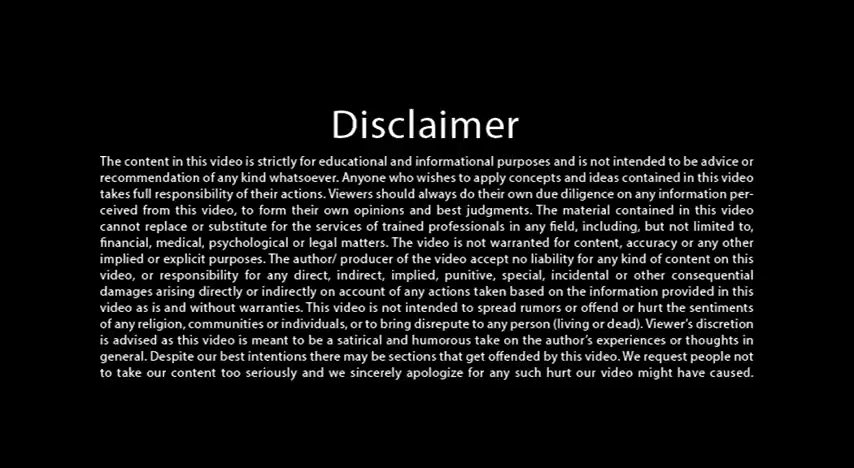 Disclaimer
The content in this video is strictly for educational and informational purposes and is not intended to be advice or
recommendation of any kind whatsoever. Anyone who wishes to apply concepts and ideas contained in this video
takes full responsibility of their actions. Viewers should always do their own due diligence on any information per-
ceived from this video, to form their own opinions and best judgments. The material contained in this video
cannot replace or substitute for the services of trained professionals in any field, including, but not limited to,
financial, medical, psychological or legal matters. The video is not warranted for content, accuracy or any other
implied or explicit purposes. The author/ producer of the video accept no liability for any kind of content on this
video, or responsibility for any direct, indirect, implied, punitive, special, incidental or other consequential
damages arising directly or indirectly on account of any actions taken based on the information provided in this
video as is and without warranties. This video is not intended to spread rumors or offend or hurt the sentiments
of any religion, communities or individuals, or to bring disrepute to any person (living or dead). Viewer's discretion
is advised as this video is meant to be a satirical and humorous take on the author's experiences or thoughts in
general. Despite our best intentions there may be sections that get offended by this video. We request people not
to take our content too seriously and we sincerely apologize for any such hurt our video might have caused.